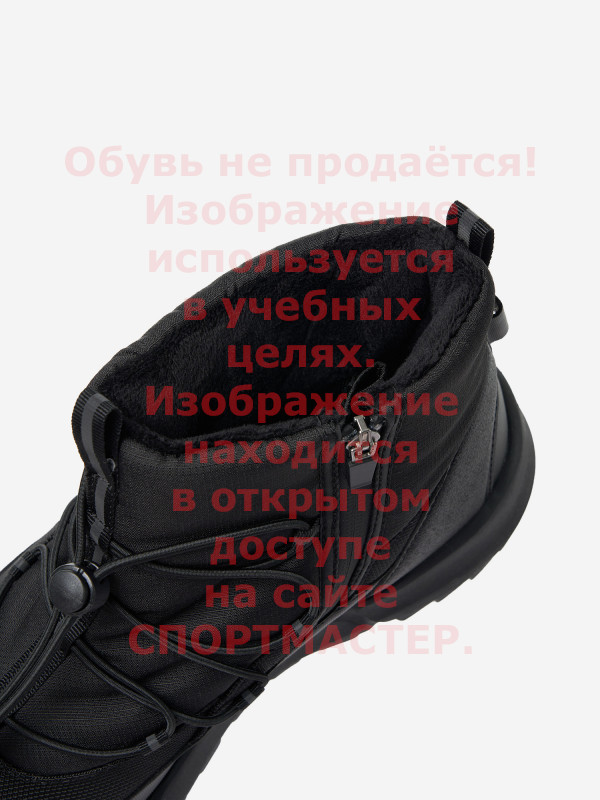 Обувь не продаётся!
Изображение
используется
в учебных
целях.
Изображение
находится
в открытом
доступе
на сайте
СПОРТМАСТЕР.